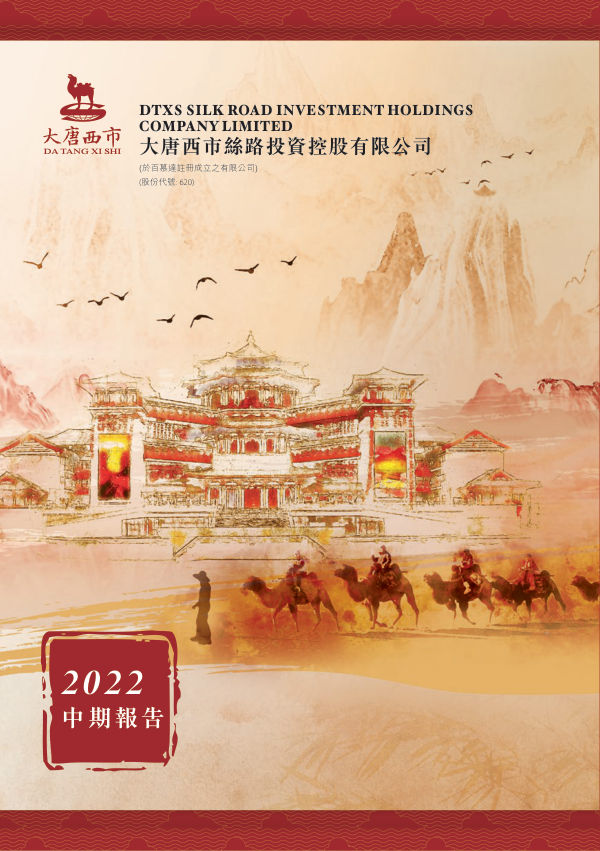 大唐西市
DA TANG XI SHI
DTXS SILK ROAD INVESTMENT HOLDINGS
COMPANY LIMITED
大唐西市絲路投資控股有限公司
(於百慕達註冊成立之有限公司)
(股份代號: 620)
2022
中期報告